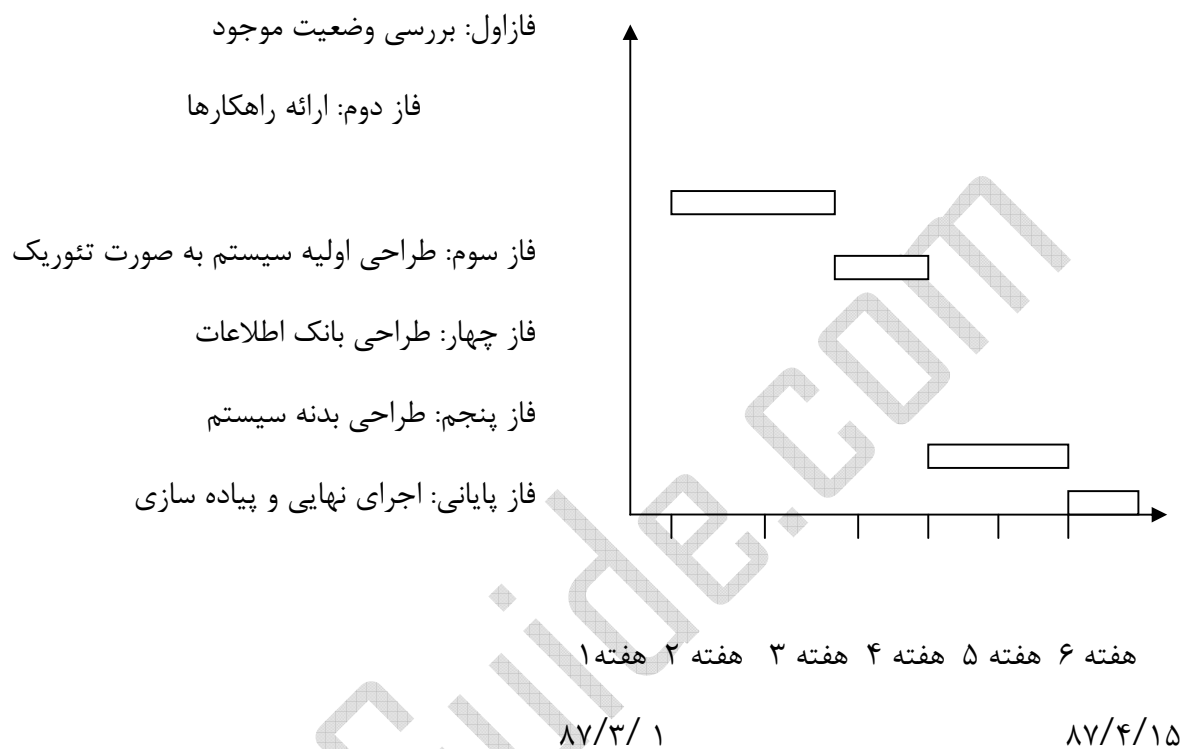 فازاول: بررسی وضعیت موجود
فاز دوم: ارائه راهکارها
فاز سوم: طراحی اولیه سیستم به صورت تئوریک
فاز چهار: طراحی بانک اطلاعات
فاز پنجم: طراحی بدنه سیستم
فاز پایانی: اجرای نهایی و پیاده سازی
هفته۱ هفته ۲ هفته ۳ هفته ۴ هفته ۵ هفته ۶
۸۷/۳/ ۱ ۸۷/۴/۱۵
Guide.com